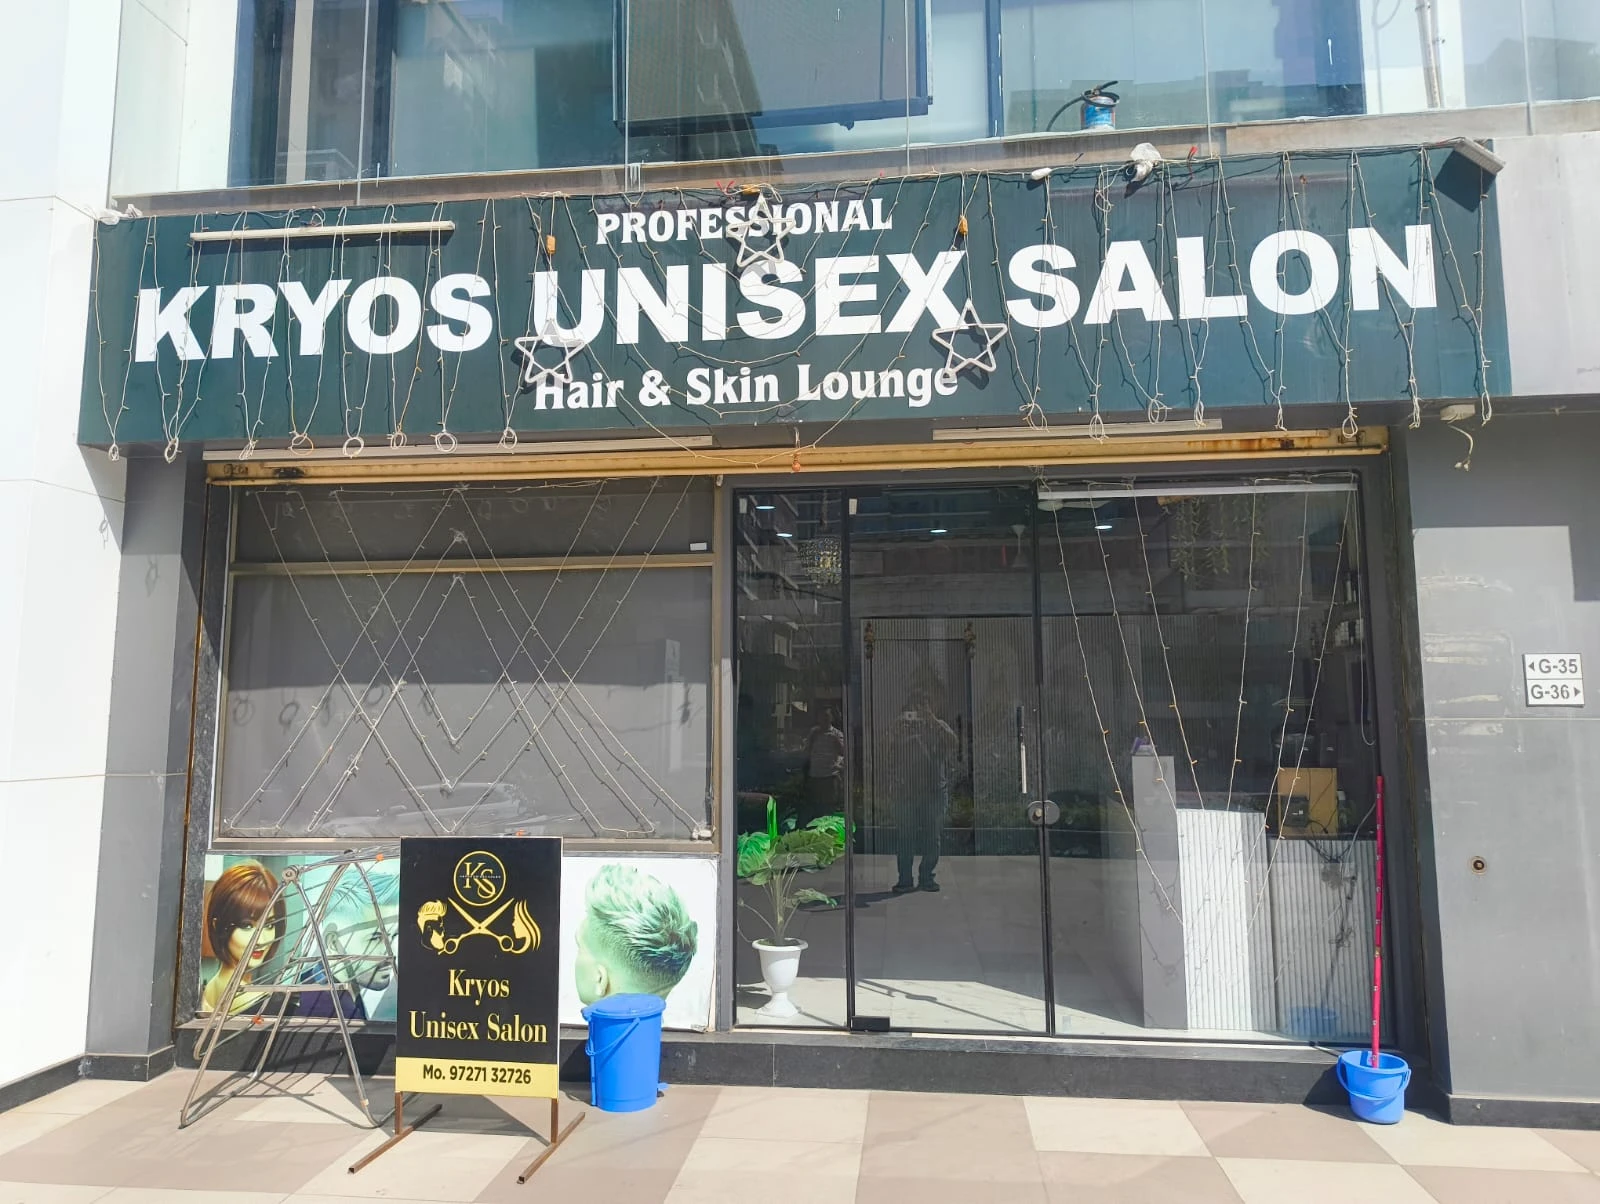 PROFESSIONAL
KRYOS UNISEX SALON
Hair & Skin Lounge
G-35
G-36
KS
Kryos
Unisex Salon
Mo. 97271 32726